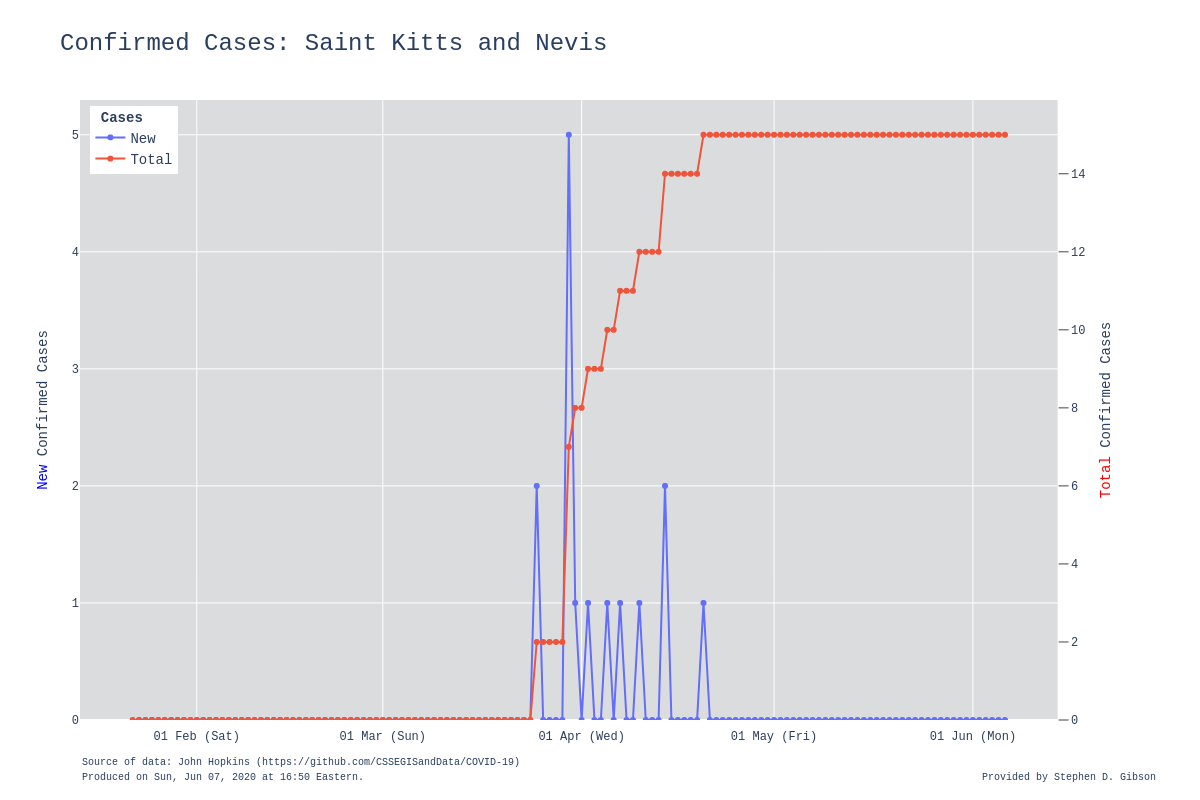 Confirmed Cases: Saint Kitts and Nevis
Cases
New
Total
5
4
3
2
1
0
New Confirmed Cases
14
12
10
8
6
4
2
0
Total Confirmed Cases
01 Feb (Sat)
01 Mar (Sun)
01 Apr (Wed)
01 May (Fri)
01 Jun (Mon)
Source of data: John Hopkins (https://github.com/CSSEGISandData/COVID-19)
Produced on Sun, Jun 07, 2020 at 16:50 Eastern.
Provided by Stephen D. Gibson